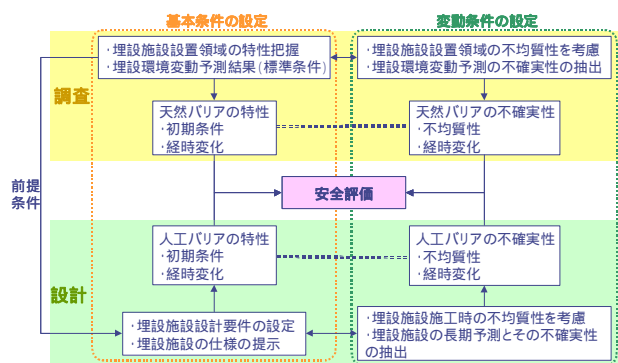 基本条件の設定
変動条件の設定
・埋設施設設置領域の特性把握
・埋設環境変動予測結果(標準条件)
・埋設施設設置領域の不均質性を考慮
・埋設環境変動予測の不確実性の抽出
調査
天然バリアの特性
・初期条件
・経時変化
天然バリアの不確実性
・不均質性
・経時変化
前提
条件
安全評価
人工バリアの特性
・初期条件
・経時変化
人工バリアの不確実性
・不均質性
・経時変化
設計
・埋設施設設計要件の設定
・埋設施設の仕様の提示
・埋設施設施工時の不均質性を考慮
・埋設施設の長期予測とその不確実性
の抽出